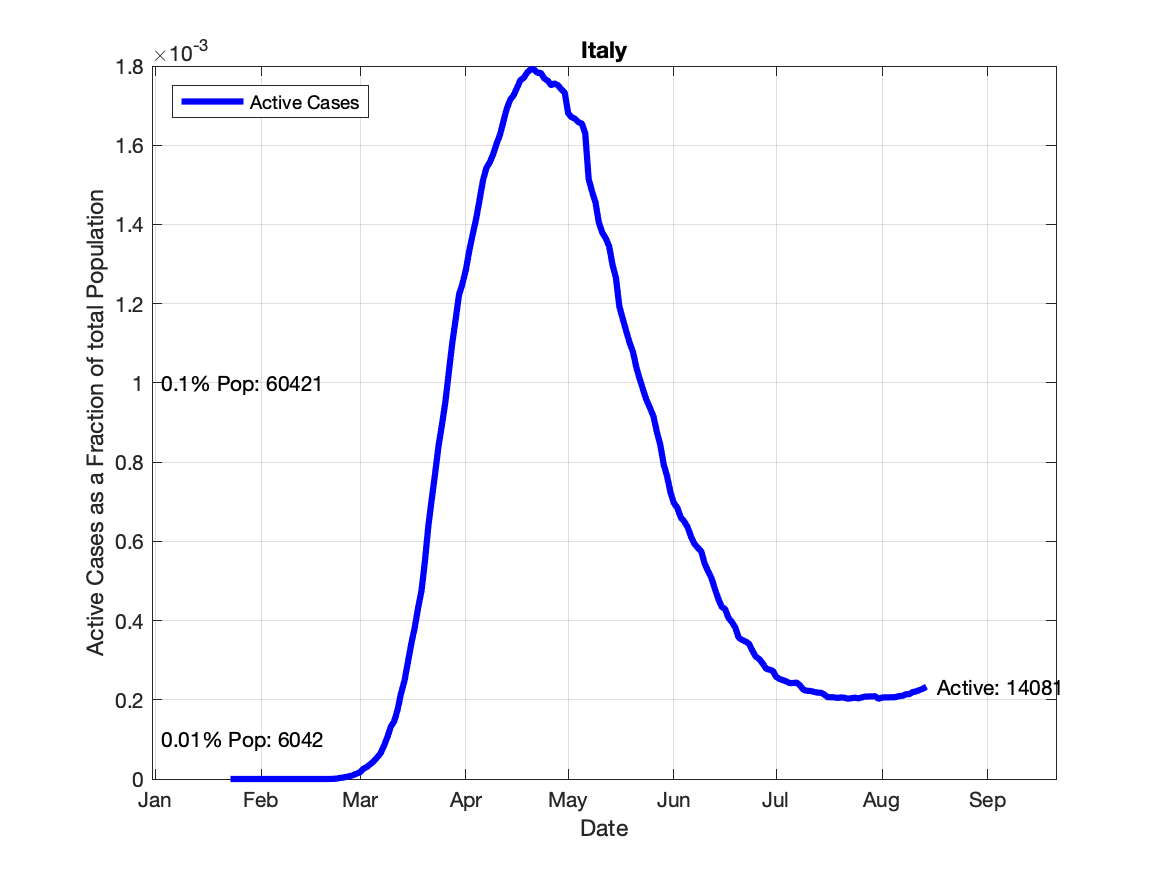 Italy
×10-3
1.8
1.6
1.4
1.2
1
0.8
0.6
0.4
0.2
0
Active Cases as a Fraction of total Population
Active Cases
0.1% Pop: 60421
0.01% Pop: 6042
Active: 14081
Jan Feb Mar Apr May Jun Jul Aug Sep
Date